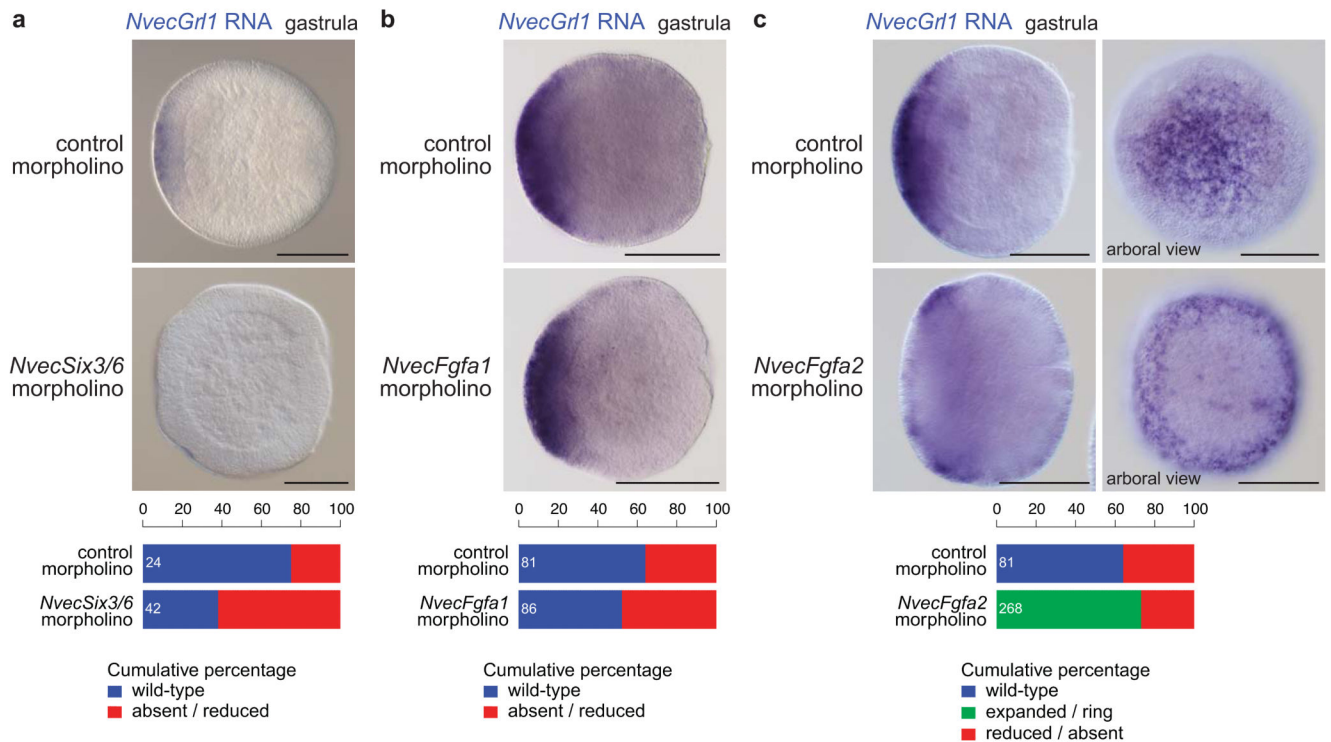 a
NvecGrl1 RNA gastrula
control
morpholino
NvecSix3/6
morpholino
0 20 40 60 80 100
control
morpholino
24
NvecSix3/6
morpholino
42
Cumulative percentage
wild-type
absent / reduced
b
NvecGrl1 RNA gastrula
control
morpholino
NvecFgfa1
morpholino
0 20 40 60 80 100
control
morpholino
81
NvecFgfa1
morpholino
86
Cumulative percentage
wild-type
absent / reduced
c
NvecGrl1 RNA gastrula
control
morpholino
arboral view
NvecFgfa2
morpholino
arboral view
0 20 40 60 80 100
control
morpholino
81
NvecFgfa2
morpholino
268
Cumulative percentage
wild-type
expanded / ring
reduced / absent